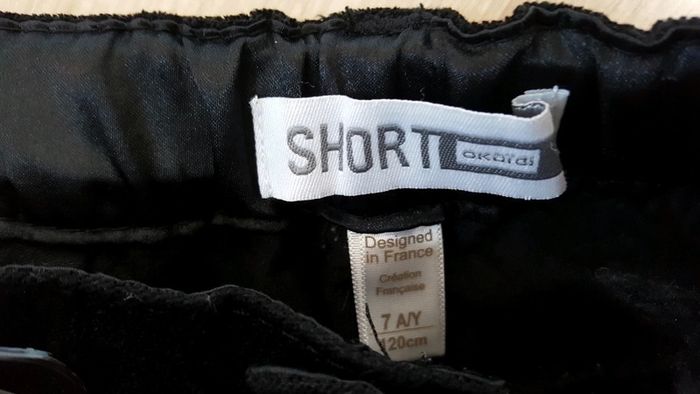 SHORT okaïdi
Designed
in France
Création
Française
7 A/Y
120cm